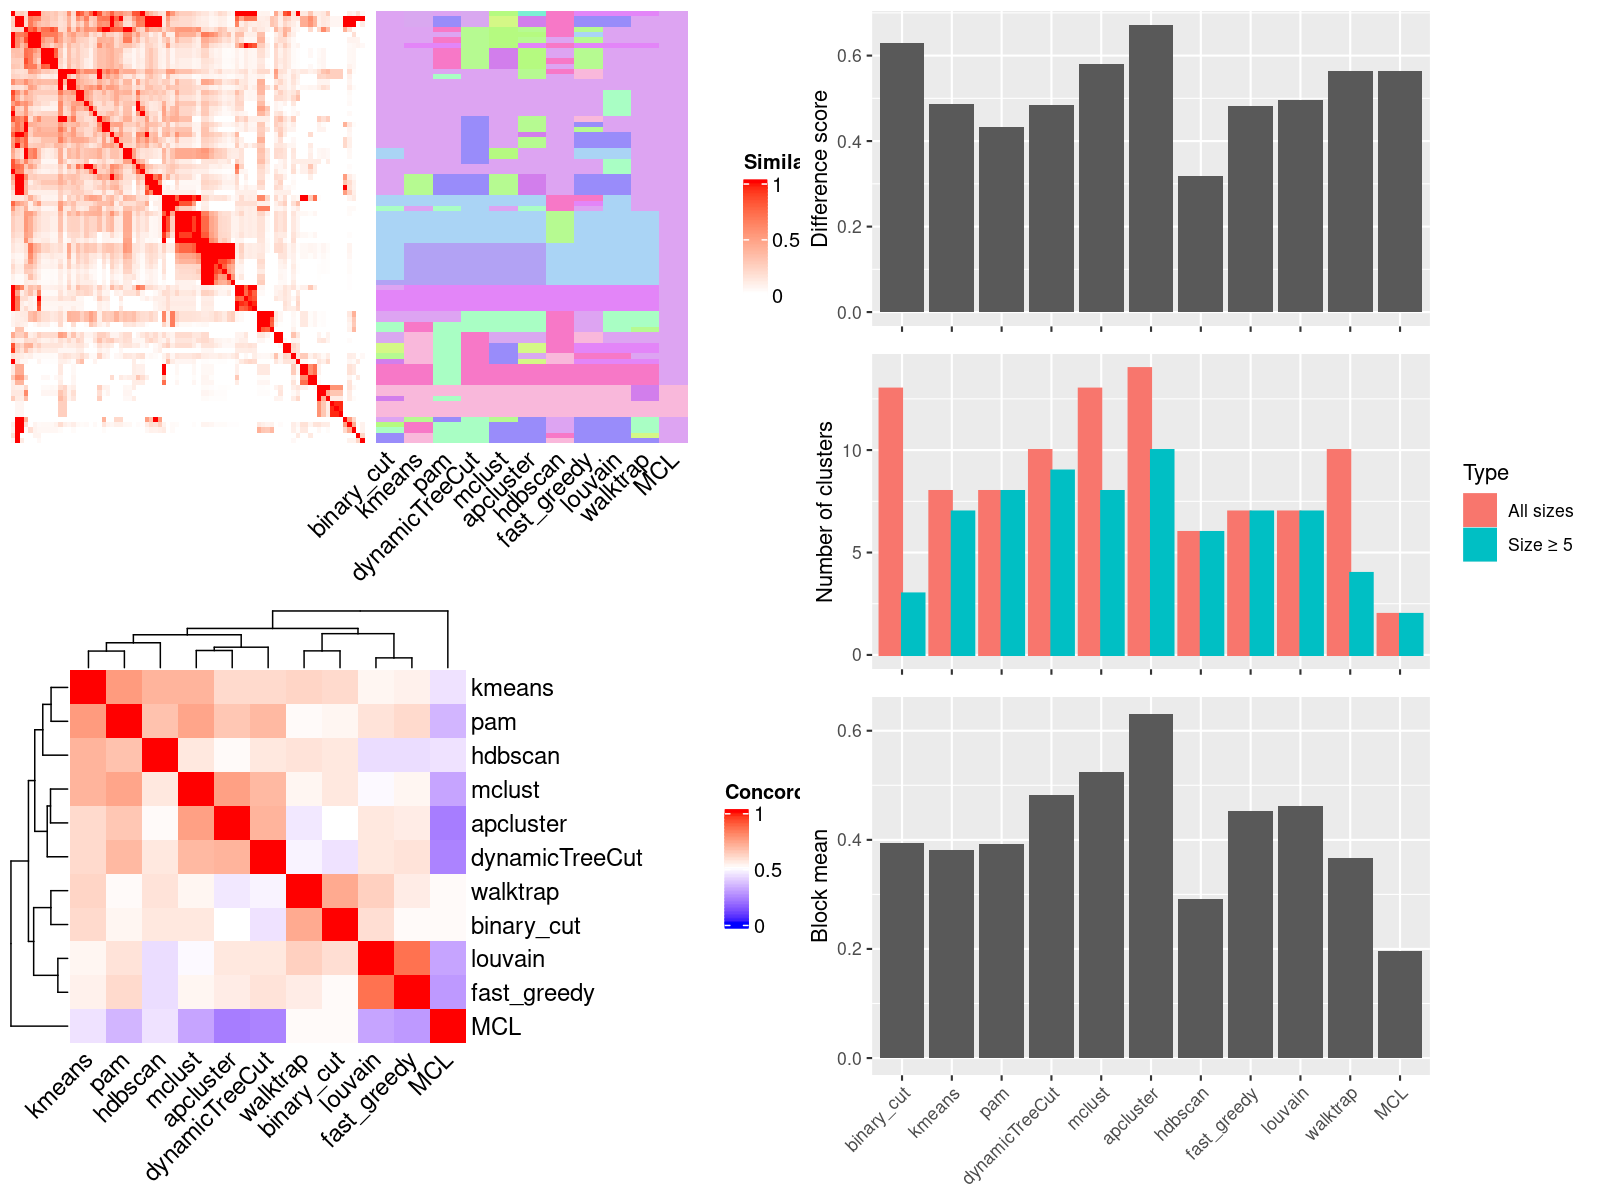 Simila
1
0.5
0
binary_cut
kmeans
pam
dynamicTreeCut
mclust
apcluster
hdbscan
fast_greedy
louvain
walktrap
MCL
kmeans
pam
hdbscan
mclust
apcluster
dynamicTreeCut
walktrap
binary_cut
louvain
fast_greedy
MCL
kmeans
pam
hdbscan
mclust
apcluster
dynamicTreeCut
walktrap
binary_cut
louvain
fast_greedy
MCL
Concord
1
0.5
0
Difference score
0.6
0.4
0.2
0.0
Number of clusters
10
5
0
Type
All sizes
Size ≥ 5
Block mean
0.6
0.4
0.2
0.0
binary_cut
kmeans
pam
dynamicTreeCut
mclust
apcluster
hdbscan
fast_greedy
louvain
walktrap
MCL